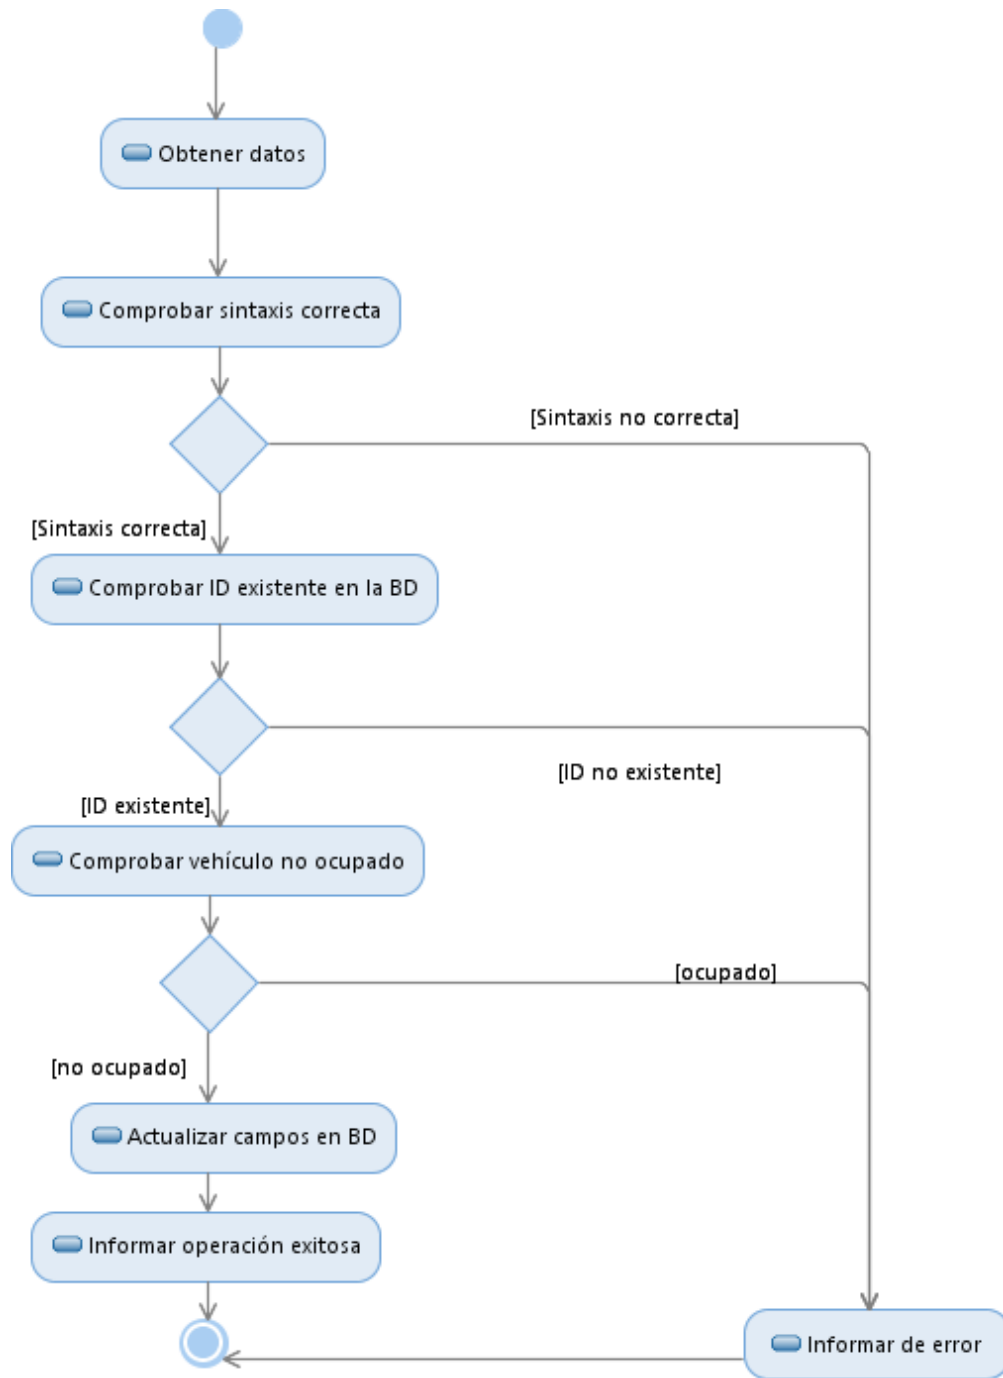 Obtener datos
Comprobar sintaxis correcta
[Sintaxis no correcta]
[Sintaxis correcta]
Comprobar ID existente en la BD
[ID no existente]
[ID existente]
Comprobar vehículo no ocupado
[ocupado]
[no ocupado]
Actualizar campos en BD
Informar operación exitosa
Informar de error